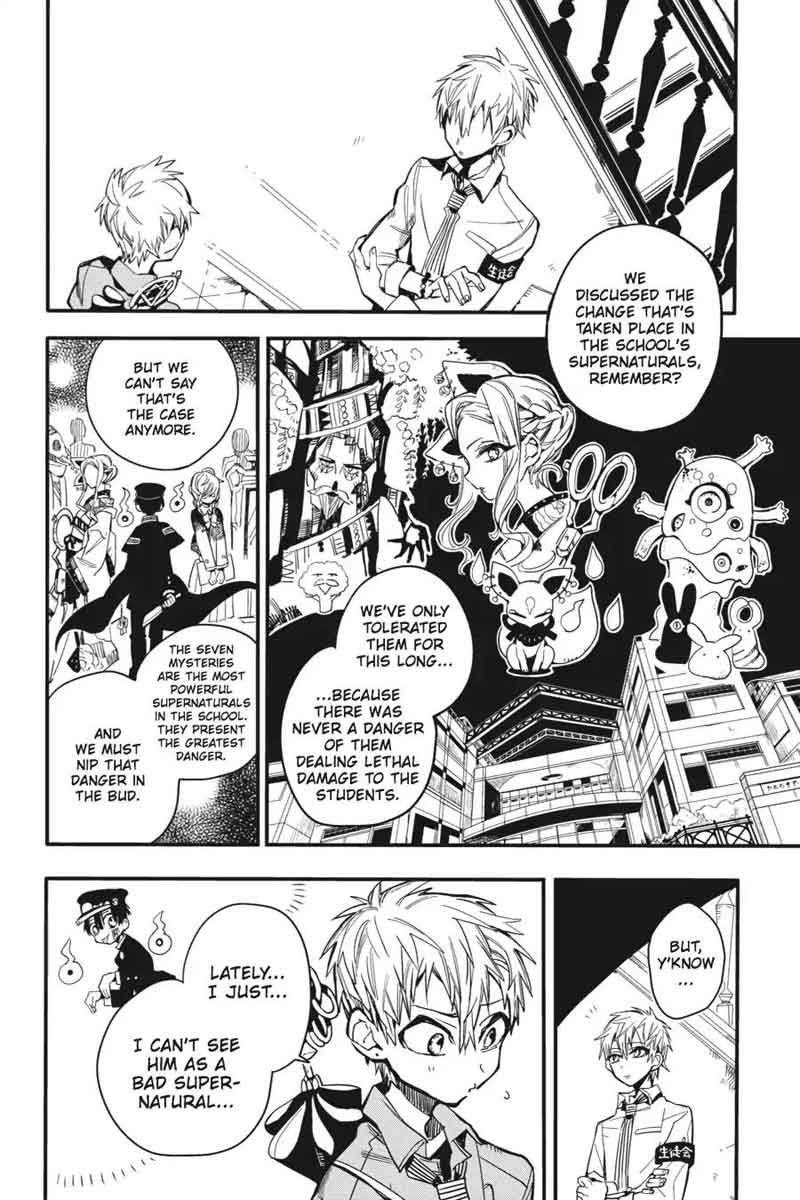 生徒会
WE
DISCUSSED THE
CHANGE THAT'S
TAKEN PLACE IN
THE SCHOOL'S
SUPERNATURALS,
REMEMBER?
WE'VE ONLY
TOLERATED
THEM FOR
THIS LONG...
...BECAUSE
THERE WAS
NEVER A DANGER
OF THEM
DEALING LETHAL
DAMAGE TO THE
STUDENTS.
BUT WE
CAN'T SAY
THAT'S
THE CASE
ANYMORE.
THE SEVEN
MYSTERIES
ARE THE MOST
POWERFUL
SUPERNATURALS
IN THE SCHOOL.
THEY PRESENT
THE GREATEST
DANGER.
AND
WE MUST
NIP THAT
DANGER IN
THE BUD.
BUT,
Y'KNOW
...
生徒会
LATELY...
I JUST...
I CAN'T SEE
HIM AS A
BAD SUPER-
NATURAL...